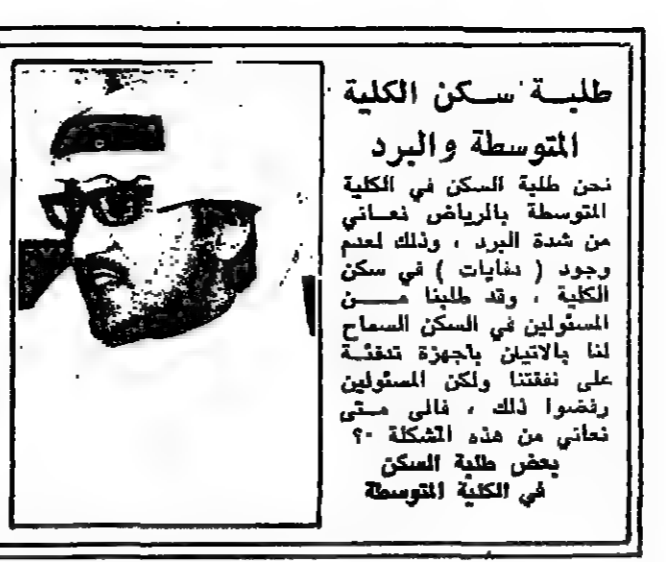 طلبة سكن الكلية
المتوسطة والبرد
نحن طلبة السكن في الكلية
المتوسطة بالرياض نعاني
من شدة البرد ، وذلك لعدم
وجود ( دفايات ) في سكن
الكلية ، وقد طلبنا من
المسئولين في السكن السماح
لنا بالاتيان بأجهزة تدفئة
على نفقتنا ولكن المسئولين
رفضوا ذلك ، فالى متى
نعاني من هذه المشكلة ؟
بعض طلبة السكن
في الكلية المتوسطة